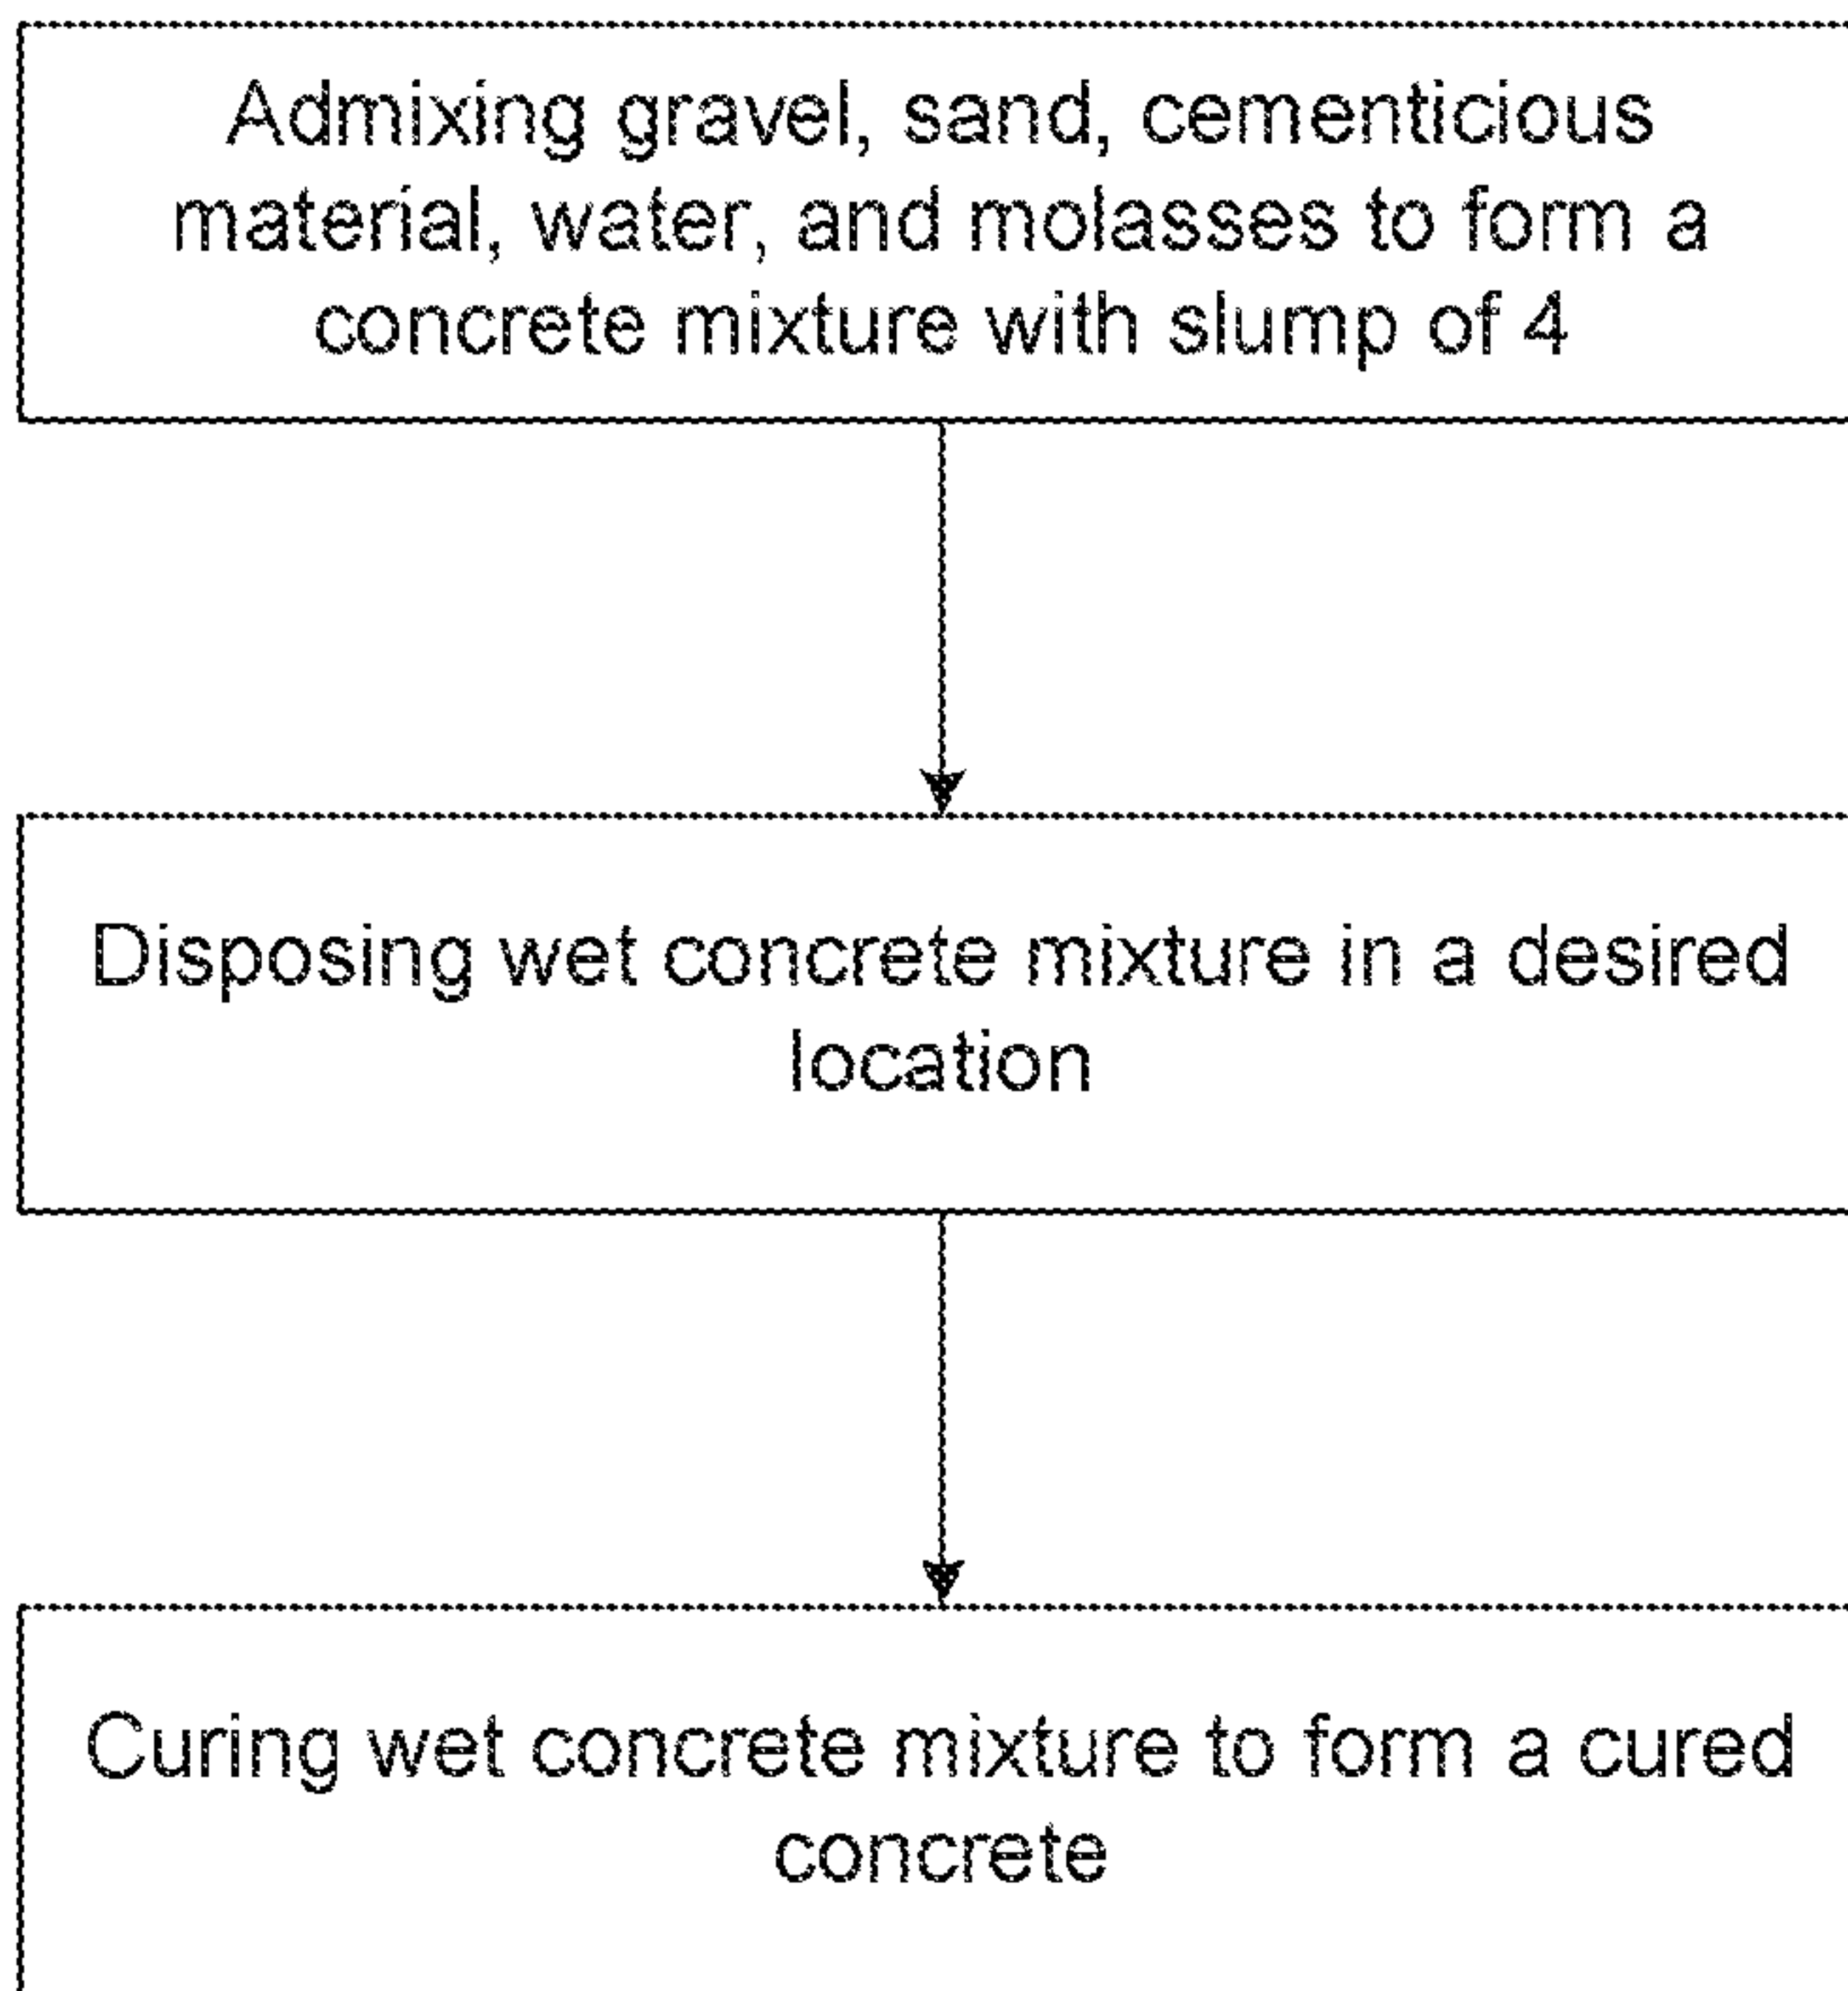 Admixing gravel, sand, cementicious
material, water, and molasses to form a
concrete mixture with slump of 4
Disposing wet concrete mixture in a desired
location
Curing wet concrete mixture to form a cured
concrete